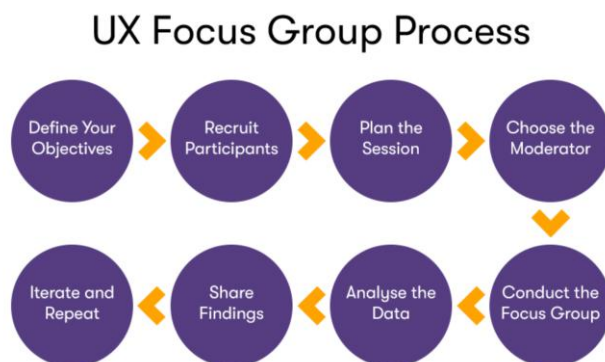 UX Focus Group Process
Define Your
Objectives
Recruit
Participants
Plan the
Session
Choose the
Moderator
Conduct the
Focus Group
Analyse the
Data
Share
Findings
Iterate and
Repeat